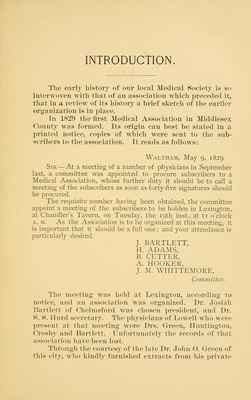 INTRODUCTION.
The early history of our local Medical Society is so
interwoven with that of an association which preceded it,
that in a review of its history a brief sketch of the earlier
organization is in place.
In 1829 the first Medical Association in Middlesex
County was formed. Its origin can best be stated in a
printed notice, copies of which were sent to the sub-
scribers to the association. It reads as follows:
WALTHAM, May 9, 1829.
SIR—At a meeting of a number of physicians in September
last, a committee was appointed to procure subscribers to a
Medical Association, whose further duty it should be to call a
meeting of the subscribers as soon as forty-five signatures should
be procured.
The requisite number having been obtained, the committee
appoint a meeting of the subscribers to be holden in Lexington,
at Chandler's Tavern, on Tuesday, the 19th inst., at 11 o'clock
A. M. As the Association is to be organized at this meeting, it
is important that it should be a full one; and your attendance is
particularly desired.
J. BARTLETT,
H. ADAMS,
B. CUTTER,
A. HOOKER,
J. M. WHITTEMORE,
Committee.
The meeting was held at Lexington, according to
notice, and an association was organized. Dr. Josiah
Bartlett of Chelmsford was chosen president, and Dr.
S. S. Hurd secretary. The physicians of Lowell who were
present at that meeting were Drs. Green, Huntington,
Crosby and Bartlett. Unfortunately the records of that
association have been lost.
Through the courtesy of the late Dr. John O. Green of
this city, who kindly furnished extracts from his private